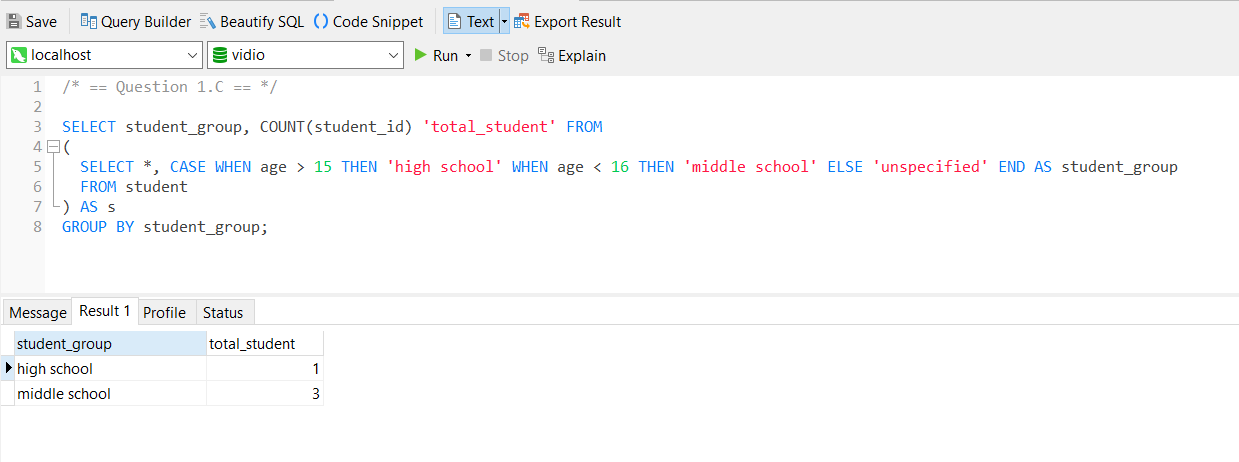 Save Query Builder Beautify SQL Code Snippet Text Export Result
localhost vidio Run Stop Explain
1 /* == Question 1.C == */
2
3 SELECT student_group, COUNT(student_id) 'total_student' FROM
4 (
5 SELECT *, CASE WHEN age > 15 THEN 'high school' WHEN age < 16 THEN 'middle school' ELSE 'unspecified' END AS student_group
6 FROM student
7 ) AS s
8 GROUP BY student_group;
Message Result 1 Profile Status
student_group total_student
high school 1
middle school 3